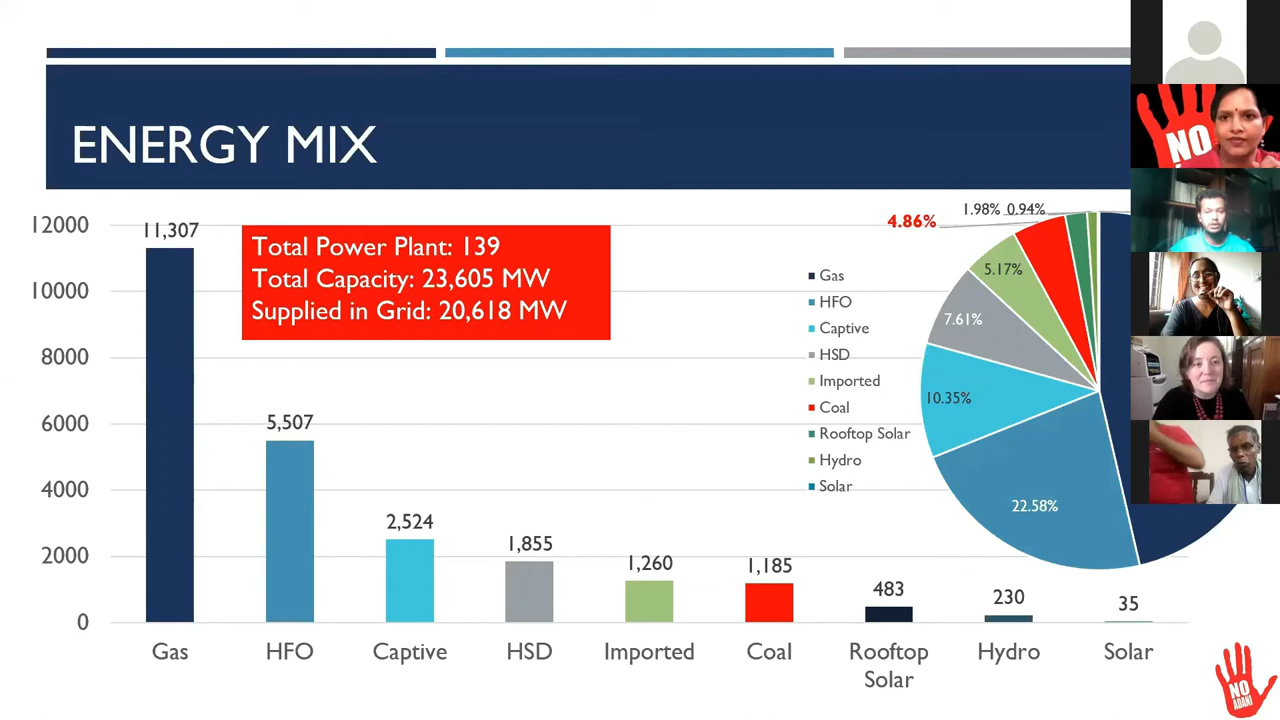 ENERGY MIX
12000
10000
8000
6000
4000
2000
0
11,307
5,507
2,524
1,855
1,260
1,185
483
230
35
Gas
HFO
Captive
HSD
Imported
Coal
Rooftop
Solar
Hydro
Solar
Total Power Plant: 139
Total Capacity: 23,605 MW
Supplied in Grid: 20,618 MW
Gas
HFO
Captive
HSD
Imported
Coal
Rooftop Solar
Hydro
Solar
4.86%
1.98% 0.94%
5.17%
7.61%
10.35%
22.58%
NO
NO
ADANI